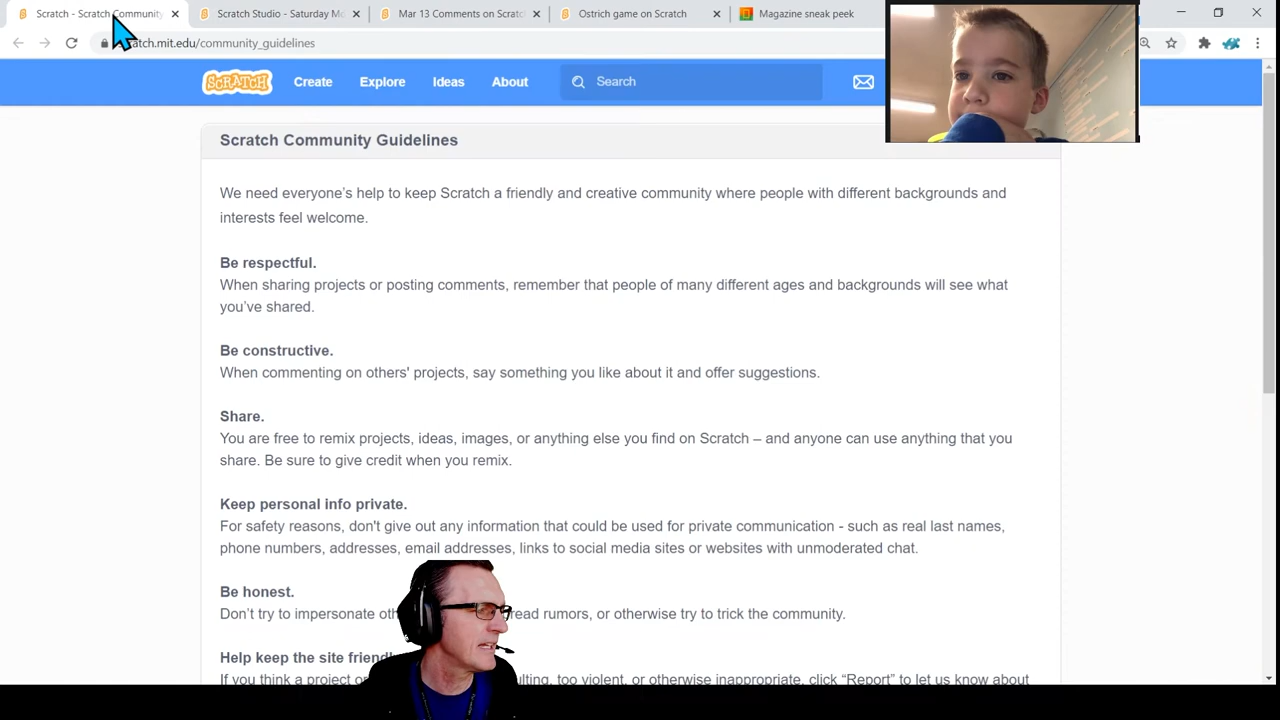 Scratch - Scratch Community
Scratch Studio - Saturday Mo
Mar 13 Comments on Scratc
Ostrich game on Scratch
Magazine sneak peek
atch.mit.edu/community_guidelines
SCRATCH
Create
Explore
Ideas
About
Search
Scratch Community Guidelines
We need everyone's help to keep Scratch a friendly and creative community where people with different backgrounds and
interests feel welcome.
Be respectful.
When sharing projects or posting comments, remember that people of many different ages and backgrounds will see what
you've shared.
Be constructive.
When commenting on others' projects, say something you like about it and offer suggestions.
Share.
You are free to remix projects, ideas, images, or anything else you find on Scratch – and anyone can use anything that you
share. Be sure to give credit when you remix.
Keep personal info private.
For safety reasons, don't give out any information that could be used for private communication - such as real last names,
phone numbers, addresses, email addresses, links to social media sites or websites with unmoderated chat.
Be honest.
Don't try to impersonate oth read rumors, or otherwise try to trick the community.
Help keep the site friendl
If you think a project or ulting, too violent, or otherwise inappropriate, click "Report" to let us know about